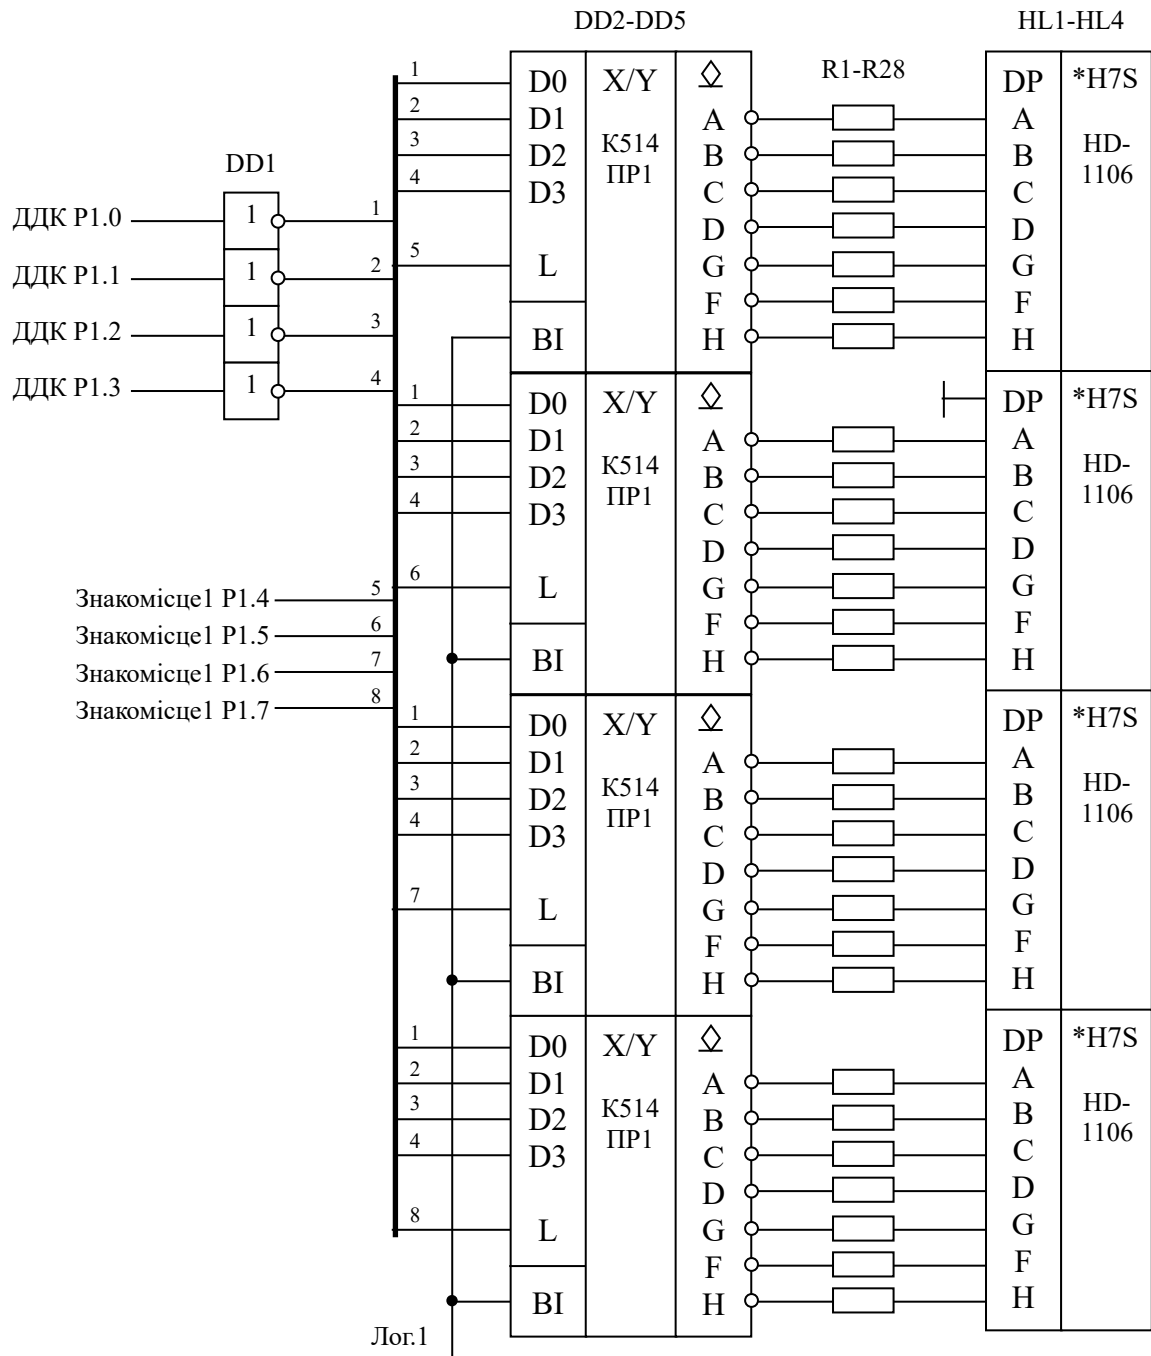 DD2-DD5
HL1-HL4
R1-R28
DD1
ДДК P1.0
ДДК P1.1
ДДК P1.2
ДДК P1.3
1
1
1
1
1
2
3
4
Знакомісце1 P1.4
Знакомісце1 P1.5
Знакомісце1 P1.6
Знакомісце1 P1.7
5
6
7
8
1 D0 X/Y
2 D1 A
3 D2 К514 B
4 D3 ПР1 C
D
5 L G
F
BI H
DP *H7S
A
B HD-
C 1106
D
G
F
H
1 D0 X/Y
2 D1 A
3 D2 К514 B
4 D3 ПР1 C
D
6 L G
F
BI H
DP *H7S
A
B HD-
C 1106
D
G
F
H
1 D0 X/Y
2 D1 A
3 D2 К514 B
4 D3 ПР1 C
D
7 L G
F
BI H
DP *H7S
A
B HD-
C 1106
D
G
F
H
1 D0 X/Y
2 D1 A
3 D2 К514 B
4 D3 ПР1 C
D
8 L G
F
BI H
DP *H7S
A
B HD-
C 1106
D
G
F
H
Лог.1